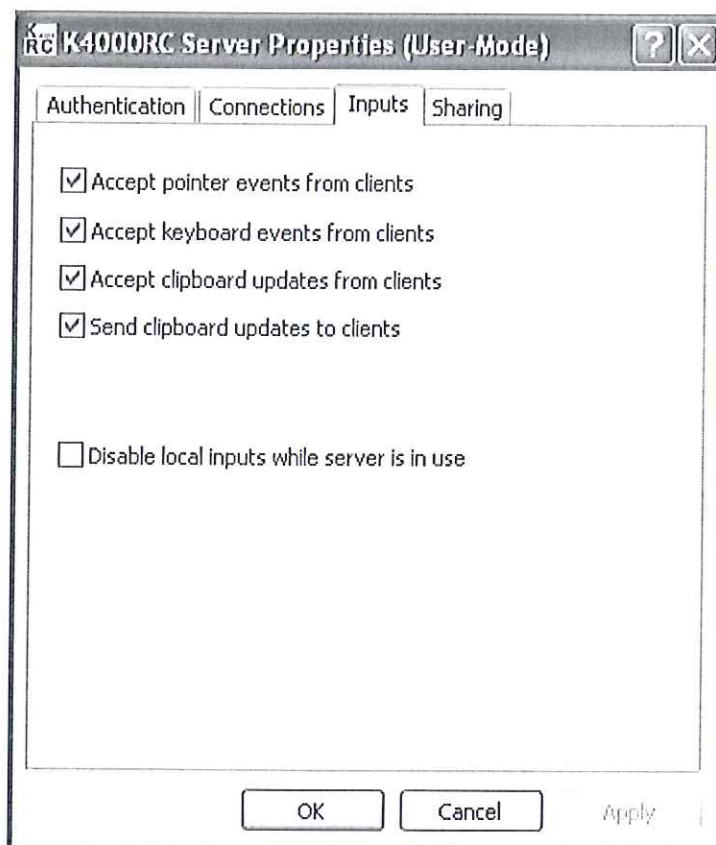 K4000
RC K4000RC Server Properties (User-Mode) ? X
Authentication Connections Inputs Sharing
Accept pointer events from clients
Accept keyboard events from clients
Accept clipboard updates from clients
Send clipboard updates to clients
Disable local inputs while server is in use
OK Cancel Apply